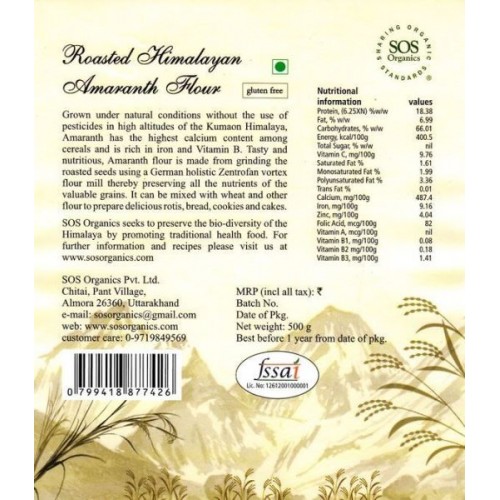 Roasted Himalayan
Amaranth Flour
gluten free
SHARING ORGANIC
SOS
Organics
STANDARDS
®
Grown under natural conditions without the use of
pesticides in high altitudes of the Kumaon Himalaya,
Amaranth has the highest calcium content among
cereals and is rich in iron and Vitamin B. Tasty and
nutritious, Amaranth flour is made from grinding the
roasted seeds using a German holistic Zentrofan vortex
flour mill thereby preserving all the nutrients of the
valuable grains. It can be mixed with wheat and other
flour to prepare delicious rotis, bread, cookies and cakes.
SOS Organics seeks to preserve the bio-diversity of the
Himalaya by promoting traditional health food. For
further information and recipes please visit us at
www.sosorganics.com
Nutritional
information values
Protein, (6.25XN) %w/w 18.38
Fat, % w/w 6.99
Carbohydrates, % w/w 66.01
Energy, kcal/100g 400.5
Total Sugar, % w/w nil
Vitamin C, mg/100g 9.76
Saturated Fat % 1.61
Monosaturated Fat % 1.99
Polyunsaturated Fat % 3.36
Trans Fat % 0.01
Calcium, mg/100g 487.4
Iron, mg/100g 9.16
Zinc, mg/100g 4.04
Folic Acid, mcg/100g 82
Vitamin A, mcg/100g nil
Vitamin B1, mg/100g 0.08
Vitamin B2, mg/100g 0.18
Vitamin B3, mg/100g 1.41
SOS Organics Pvt. Ltd.
Chitai, Pant Village,
Almora 26360, Uttarakhand
e-mail: sosorganics@gmail.com
web: www.sosorganics.com
customer care: 0-9719849569
MRP (incl all tax): ₹
Batch No.
Date of Pkg.
Net weight: 500 g
Best before 1 year from date of pkg.
0 799418 877426
fssai
Lic. No: 12612001000001